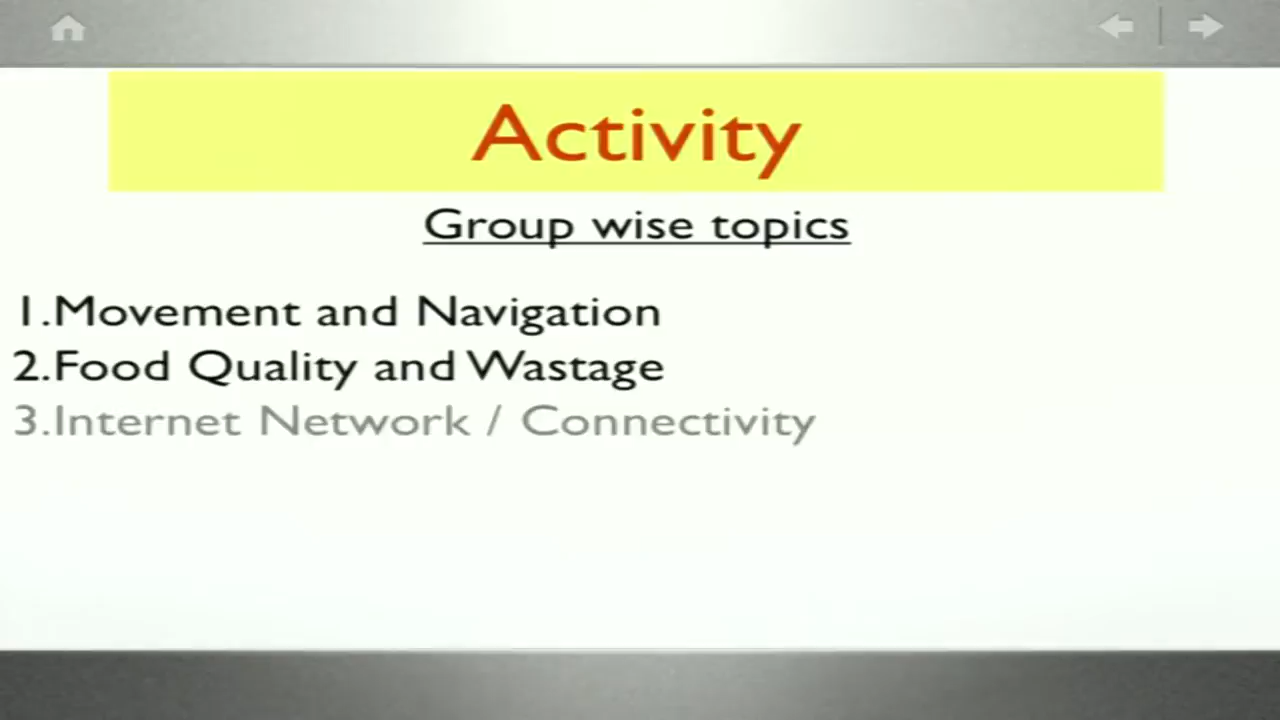 Activity
Group wise topics
1.Movement and Navigation
2.Food Quality and Wastage
3.Internet Network / Connectivity